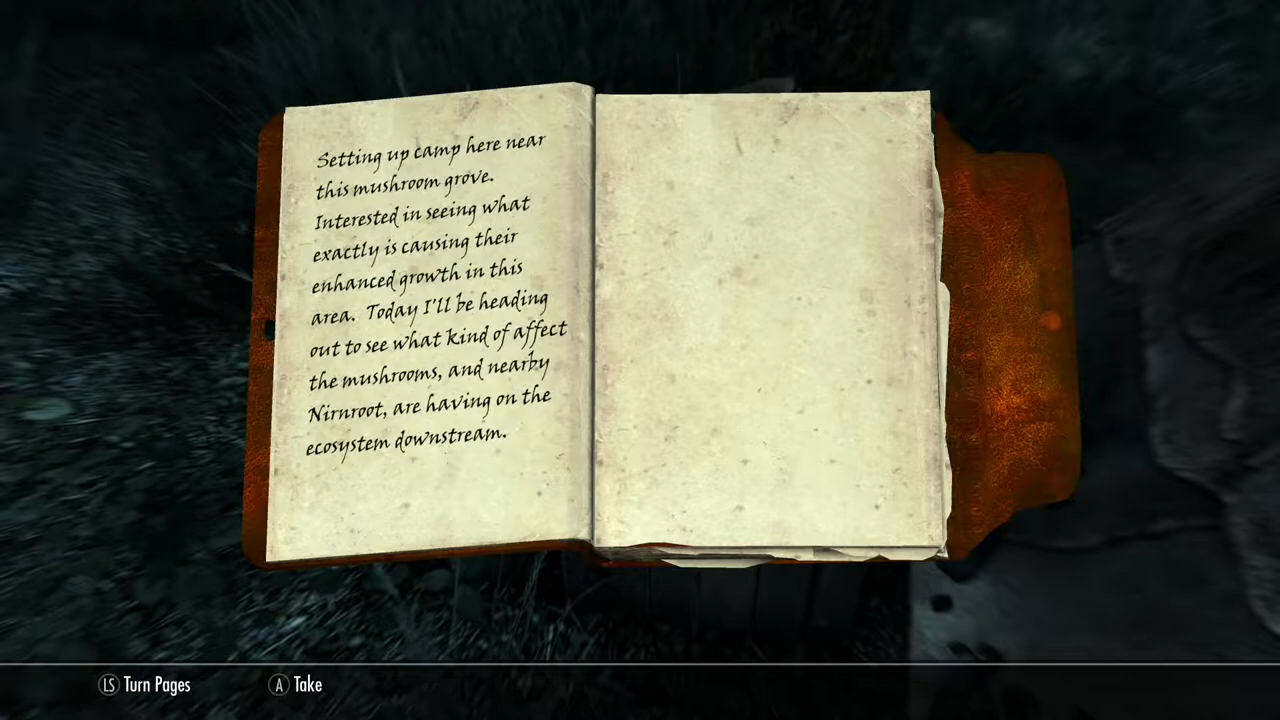 Setting up camp here near
this mushroom grove.
Interested in seeing what
exactly is causing their
enhanced growth in this
area. Today I'll be heading
out to see what kind of affect
the mushrooms, and nearby
Nirnroot, are having on the
ecosystem downstream.
LS Turn Pages
A Take